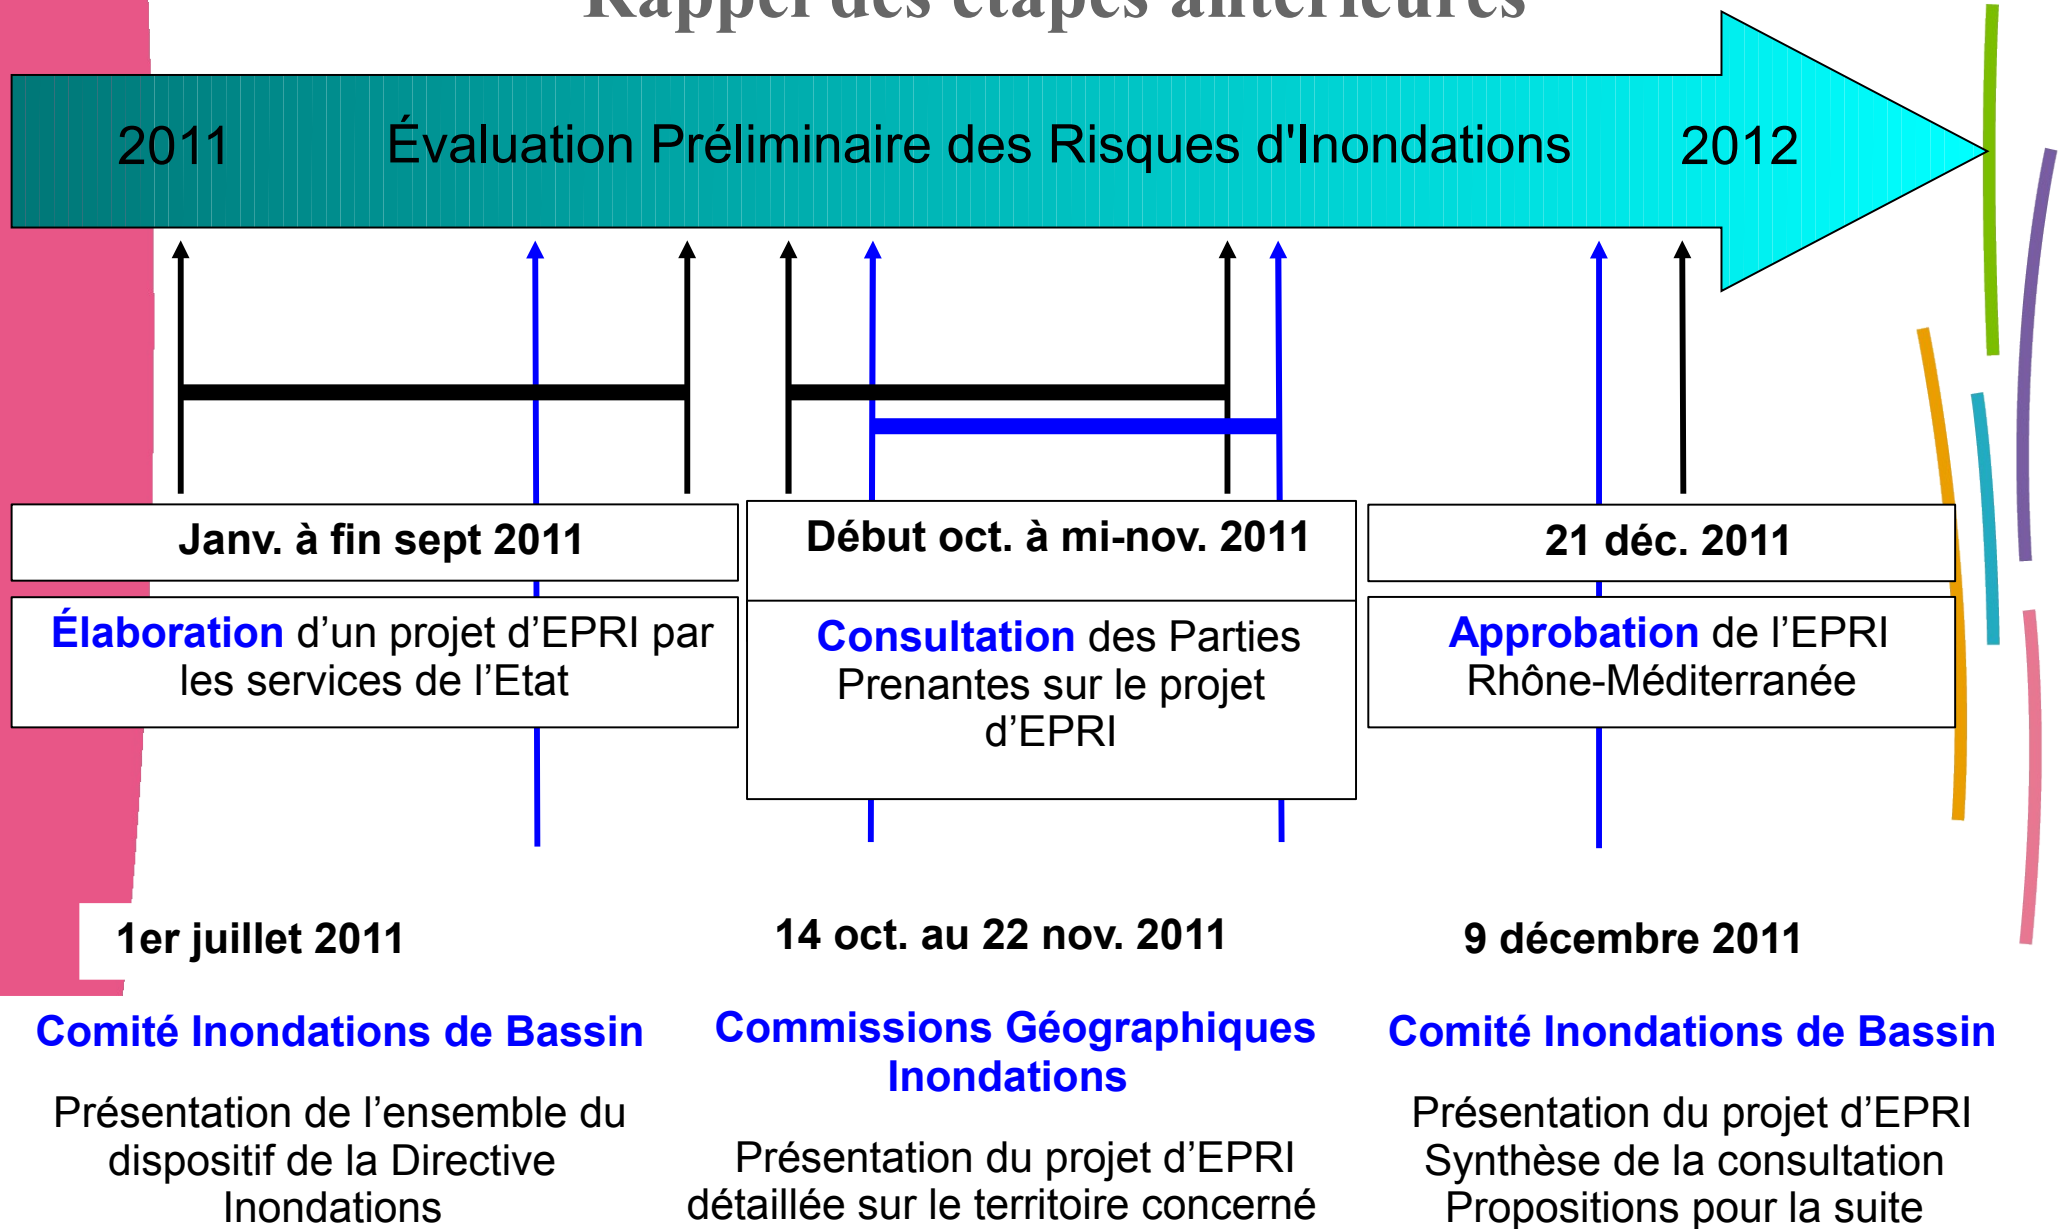 Rappel des étapes antérieures
2011 Évaluation Préliminaire des Risques d'Inondations 2012
Janv. à fin sept 2011
Élaboration d’un projet d’EPRI par
les services de l’Etat
Début oct. à mi-nov. 2011
Consultation des Parties
Prenantes sur le projet
d’EPRI
21 déc. 2011
Approbation de l’EPRI
Rhône-Méditerranée
1er juillet 2011
Comité Inondations de Bassin
Présentation de l’ensemble du
dispositif de la Directive
Inondations
14 oct. au 22 nov. 2011
Commissions Géographiques
Inondations
Présentation du projet d’EPRI
détaillée sur le territoire concerné
9 décembre 2011
Comité Inondations de Bassin
Présentation du projet d’EPRI
Synthèse de la consultation
Propositions pour la suite